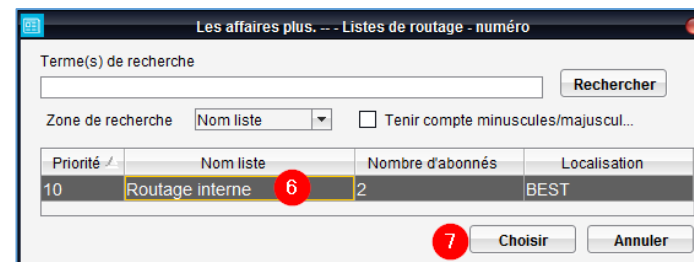 Les affaires plus. -- - Listes de routage - numéro
Terme(s) de recherche
Rechercher
Zone de recherche Nom liste Tenir compte minuscules/majuscul...
Priorité Nom liste Nombre d'abonnés Localisation
10 Routage interne 6 2 BEST
7 Choisir Annuler